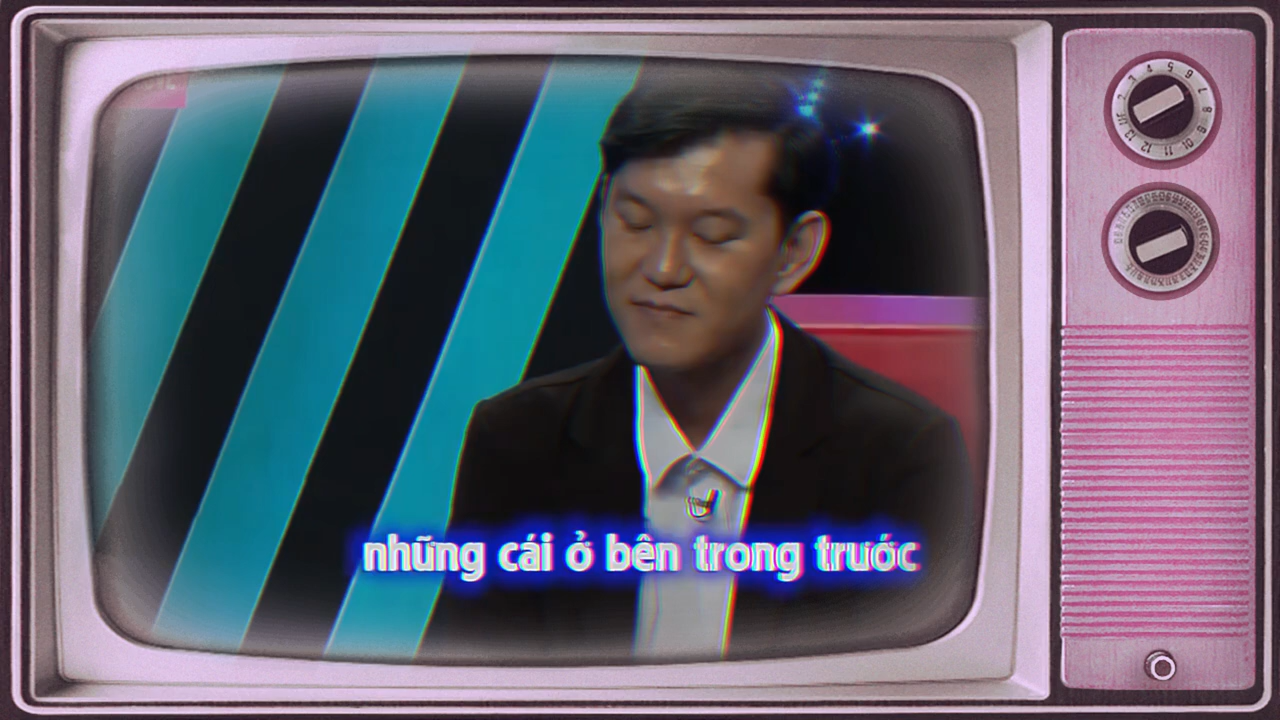 những cái ở bên trong trước